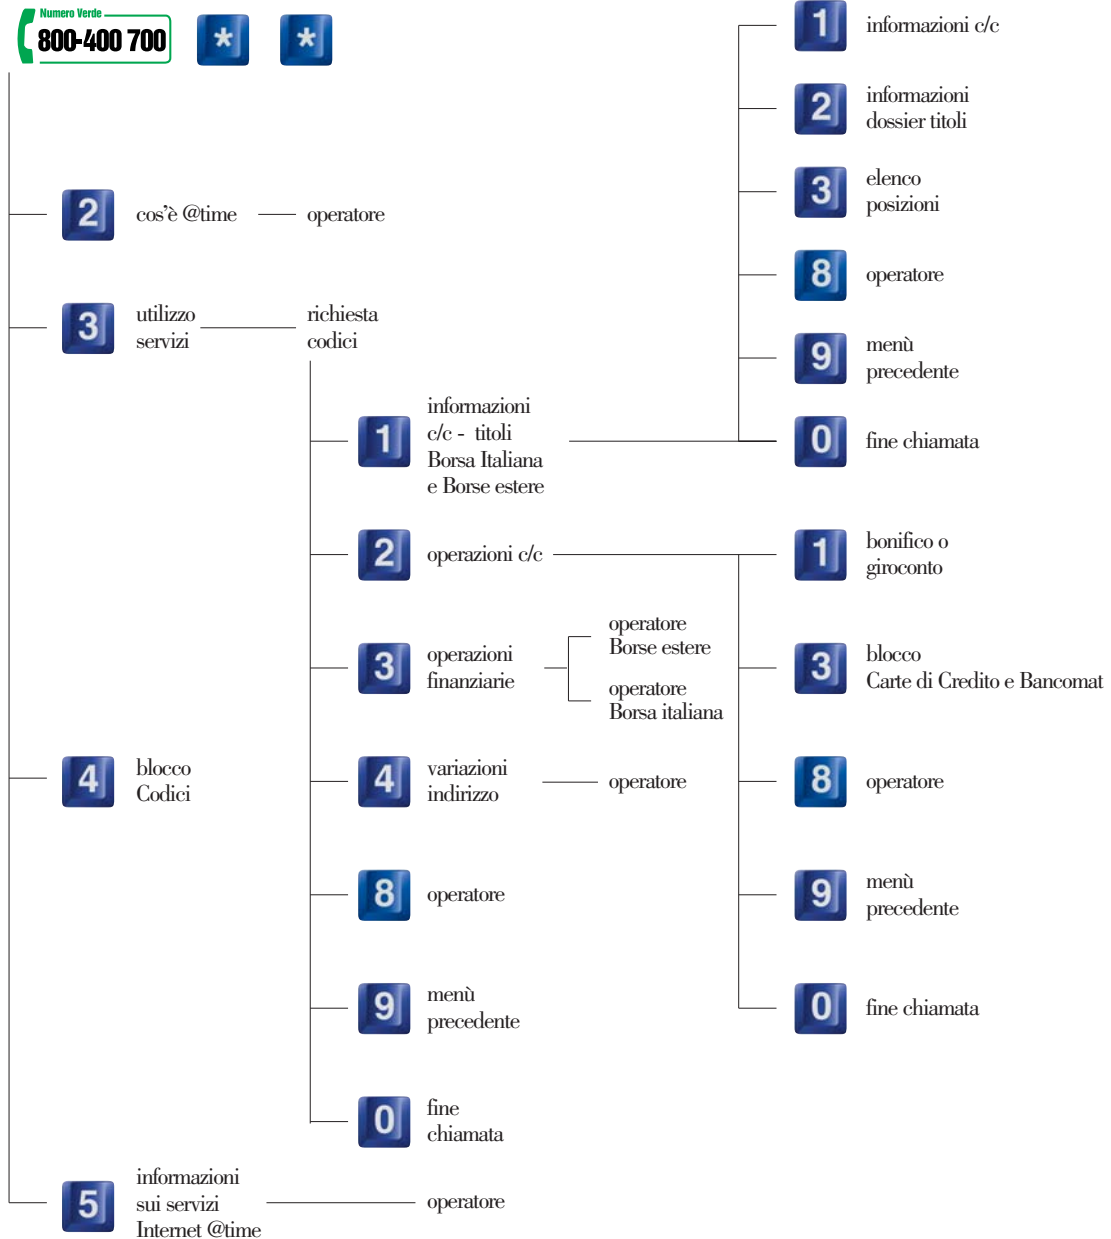 Numero Verde
800-400 700
* *
2 cos'è @time operatore
3 utilizzo
servizi
richiesta
codici
1 informazioni
c/c - titoli
Borsa Italiana
e Borse estere
1 informazioni c/c
2 informazioni
dossier titoli
3 elenco
posizioni
8 operatore
9 menù
precedente
0 fine chiamata
2 operazioni c/c
1 bonifico o
giroconto
3 blocco
Carte di Credito e Bancomat
8 operatore
9 menù
precedente
0 fine chiamata
3 operazioni
finanziarie
operatore
Borse estere
operatore
Borsa italiana
4 variazioni
indirizzo
operatore
8 operatore
9 menù
precedente
0 fine
chiamata
4 blocco
Codici
5 informazioni
sui servizi
Internet @time
operatore